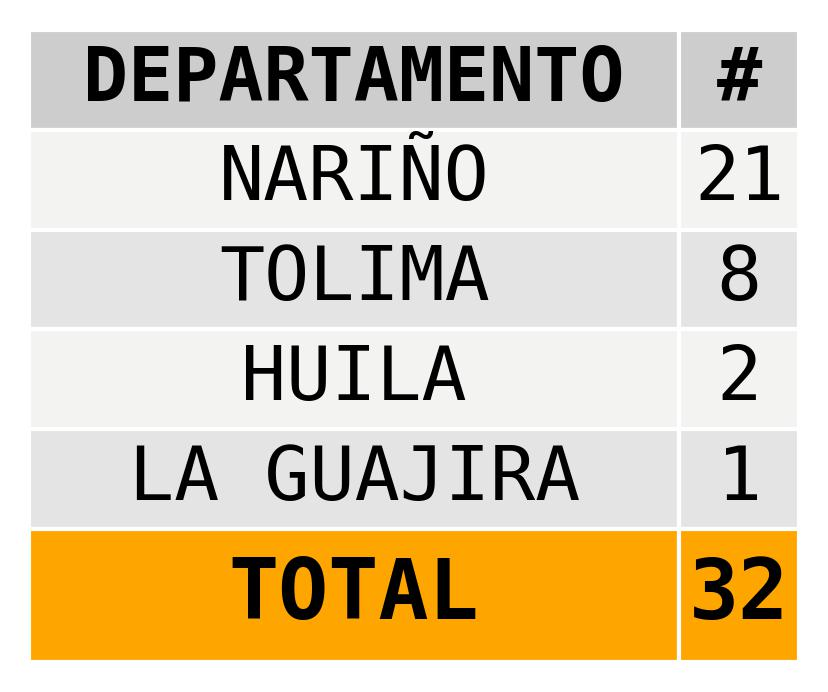 DEPARTAMENTO #
NARIÑO 21
TOLIMA 8
HUILA 2
LA GUAJIRA 1
TOTAL 32